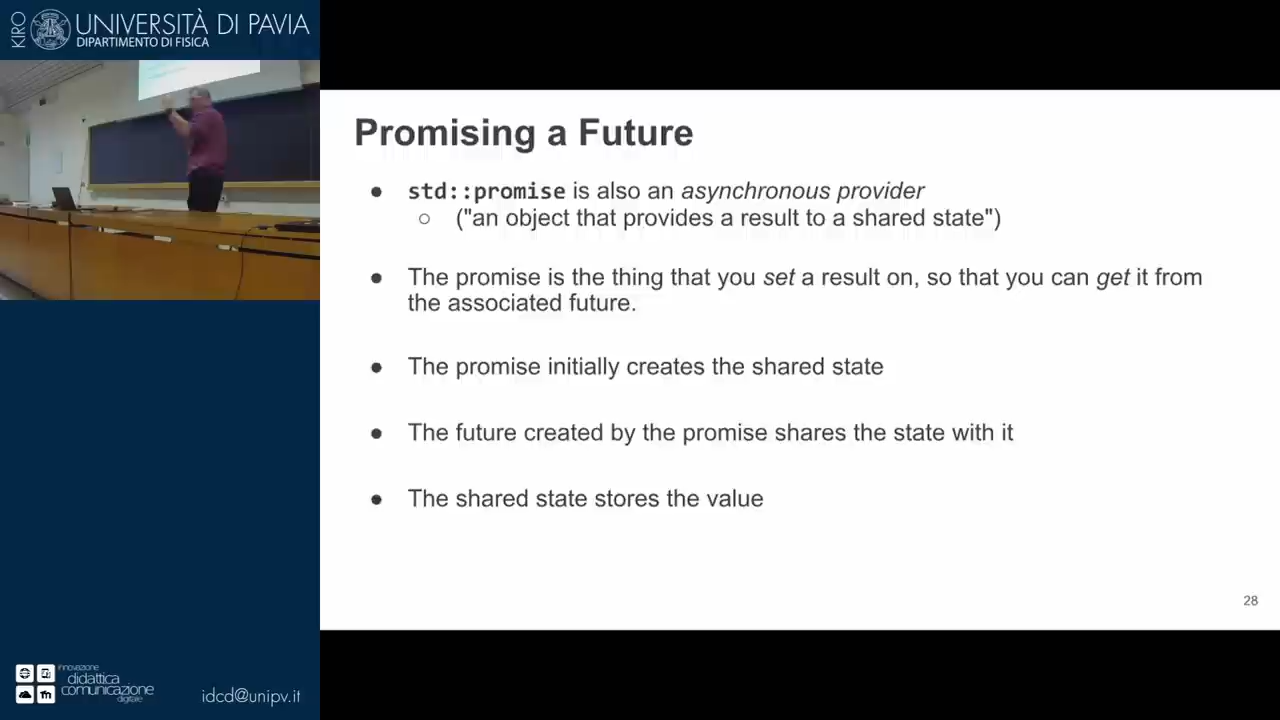 KIRO
UNIVERSITÀ DI PAVIA
DIPARTIMENTO DI FISICA
Promising a Future
● std::promise is also an asynchronous provider
○ ("an object that provides a result to a shared state")
● The promise is the thing that you set a result on, so that you can get it from
the associated future.
● The promise initially creates the shared state
● The future created by the promise shares the state with it
● The shared state stores the value
28
innovazione
didattica
comunicazione
digitale
idcd@unipv.it